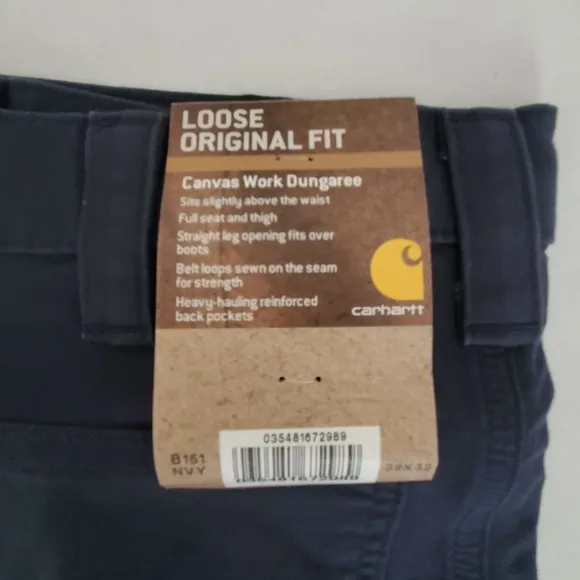 LOOSE
ORIGINAL FIT
Canvas Work Dungaree
Sits slightly above the waist
Full seat and thigh
Straight leg opening fits over
boots
Belt loops sewn on the seam
for strength
Heavy-hauling reinforced
back pockets
carhartt
035481672989
B151
NVY